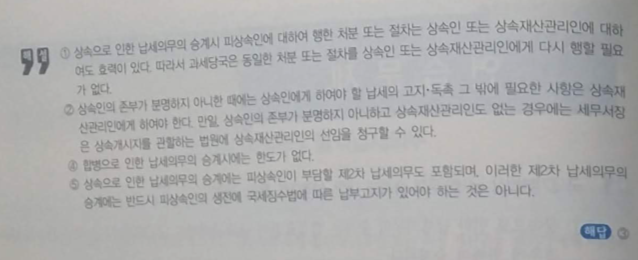 해설
① 상속으로 인한 납세의무의 승계시 피상속인에 대하여 행한 처분 또는 절차는 상속인 또는 상속재산관리인에 대하
여도 효력이 있다. 따라서 과세당국은 동일한 처분 또는 절차를 상속인 또는 상속재산관리인에게 다시 행할 필요
가 없다.
② 상속인의 존부가 분명하지 아니한 때에는 상속인에게 하여야 할 납세의 고지·독촉 그 밖에 필요한 사항은 상속재
산관리인에게 하여야 한다. 만일, 상속인의 존부가 분명하지 아니하고 상속재산관리인도 없는 경우에는 세무서장
은 상속개시지를 관할하는 법원에 상속재산관리인의 선임을 청구할 수 있다.
④ 합병으로 인한 납세의무의 승계시에는 한도가 없다.
⑤ 상속으로 인한 납세의무의 승계에는 피상속인이 부담할 제2차 납세의무도 포함되며, 이러한 제2차 납세의무의
승계에는 반드시 피상속인의 생전에 국세징수법에 따른 납부고지가 있어야 하는 것은 아니다.
해답 ③